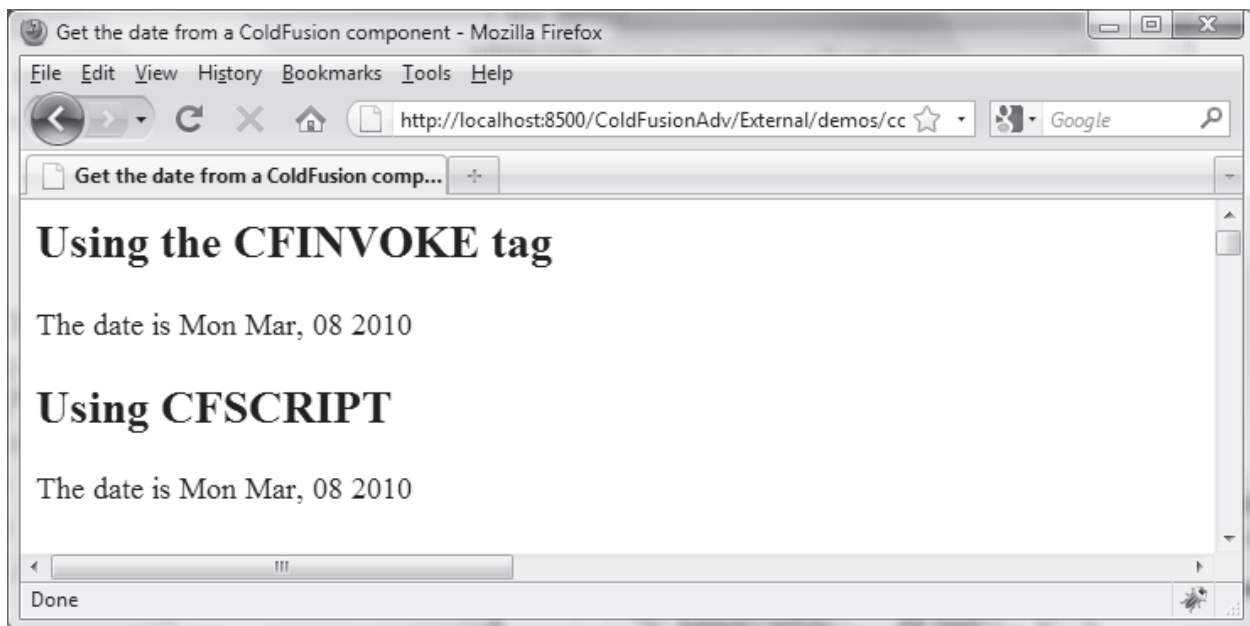 Get the date from a ColdFusion component - Mozilla Firefox
File Edit View History Bookmarks Tools Help
http://localhost:8500/ColdFusionAdv/External/demos/cc
Google
Get the date from a ColdFusion comp...
Using the CFINVOKE tag
The date is Mon Mar, 08 2010
Using CFSCRIPT
The date is Mon Mar, 08 2010
Done